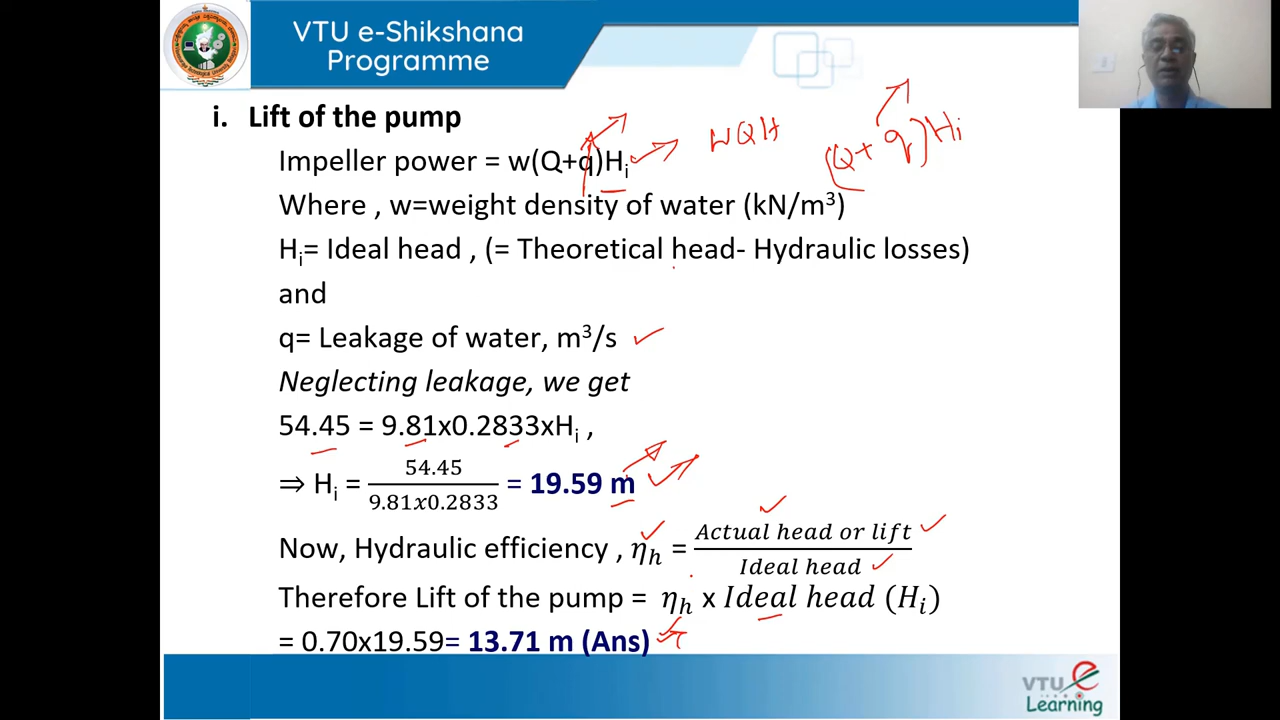 VTU e-Shikshana
Programme
i. Lift of the pump
Impeller power = w(Q+q)Hᵢ
wQH
(Q+q)Hi
Where , w=weight density of water (kN/m³)
Hᵢ= Ideal head , (= Theoretical head- Hydraulic losses)
and
q= Leakage of water, m³/s
Neglecting leakage, we get
54.45 = 9.81x0.2833xHᵢ ,
⇒ Hᵢ = 54.45 / 9.81x0.2833 = 19.59 m
Now, Hydraulic efficiency , ηₕ = Actual head or lift / Ideal head
Therefore Lift of the pump = ηₕ x Ideal head (Hᵢ)
= 0.70x19.59= 13.71 m (Ans)
VTU e
Learning